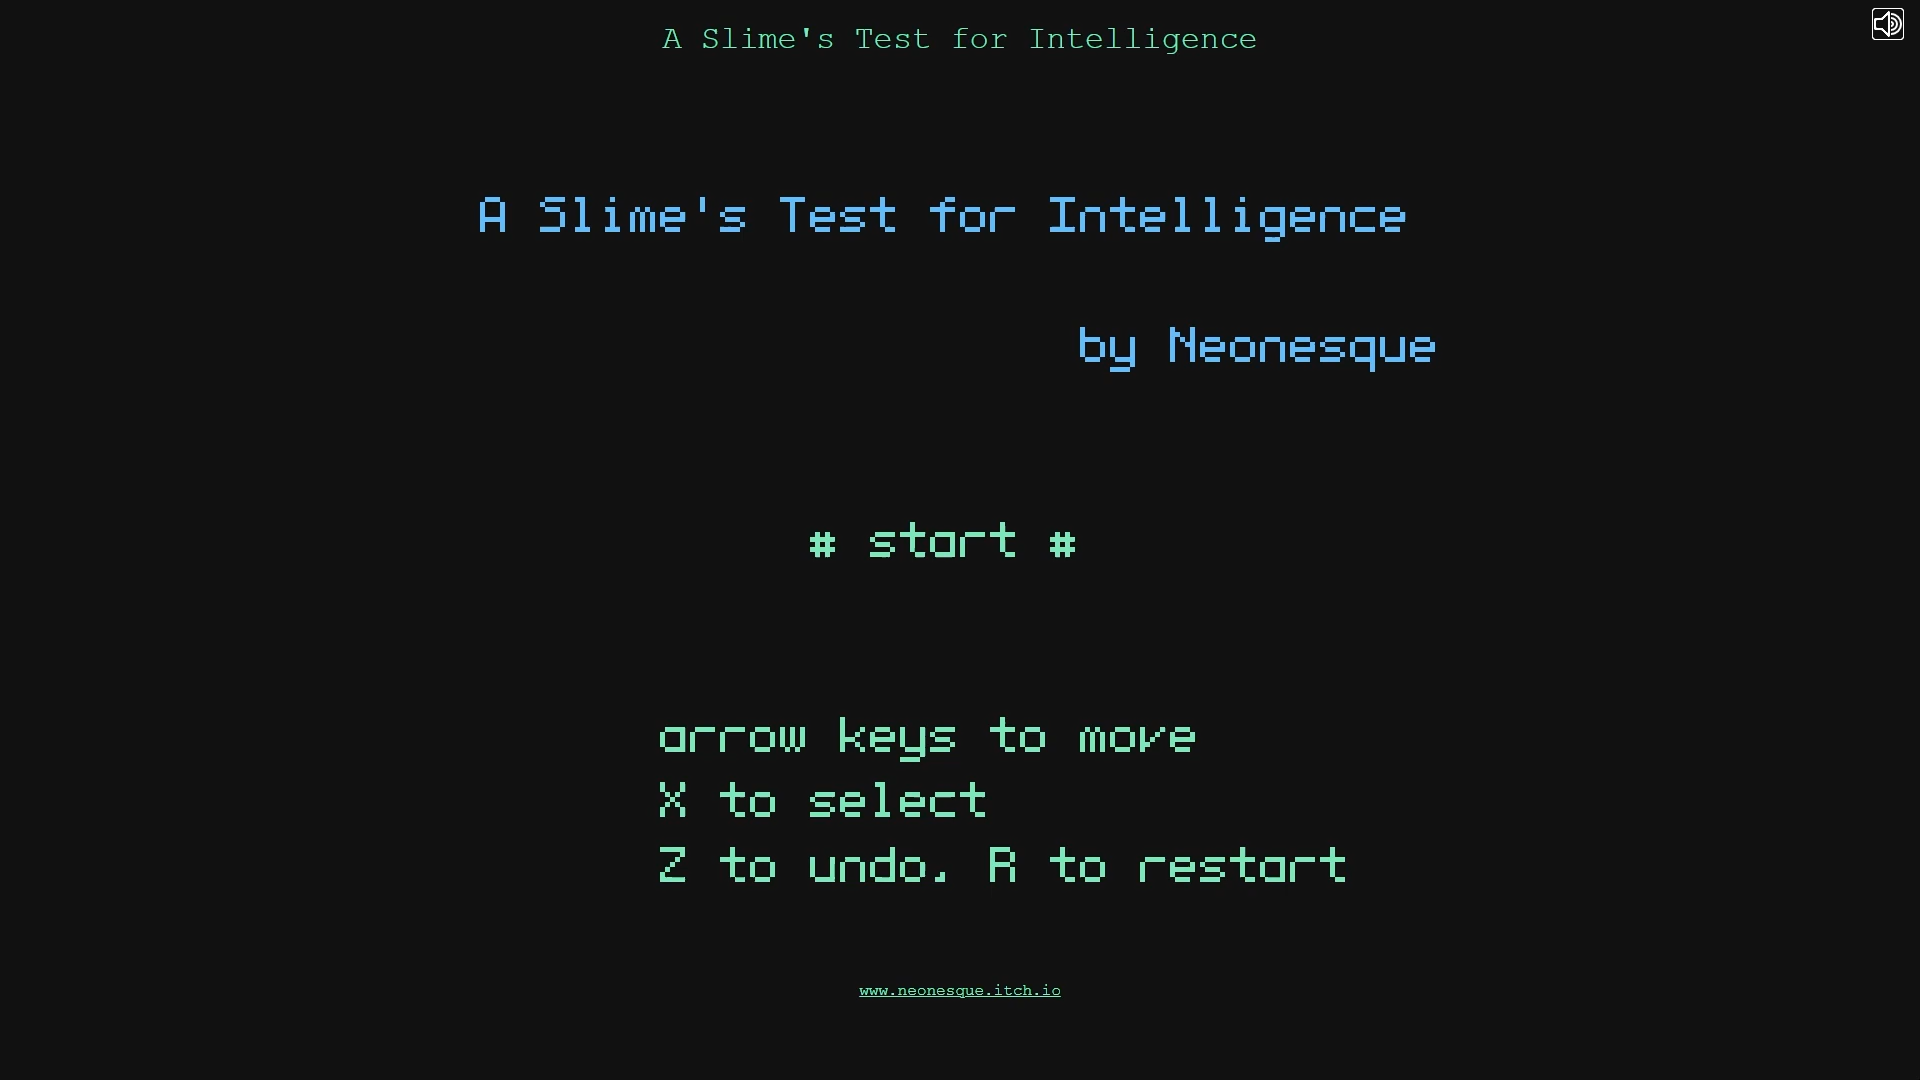 A Slime's Test for Intelligence
A Slime's Test for Intelligence
by Neonesque
# start #
arrow keys to move
X to select
Z to undo, R to restart
www.neonesque.itch.io